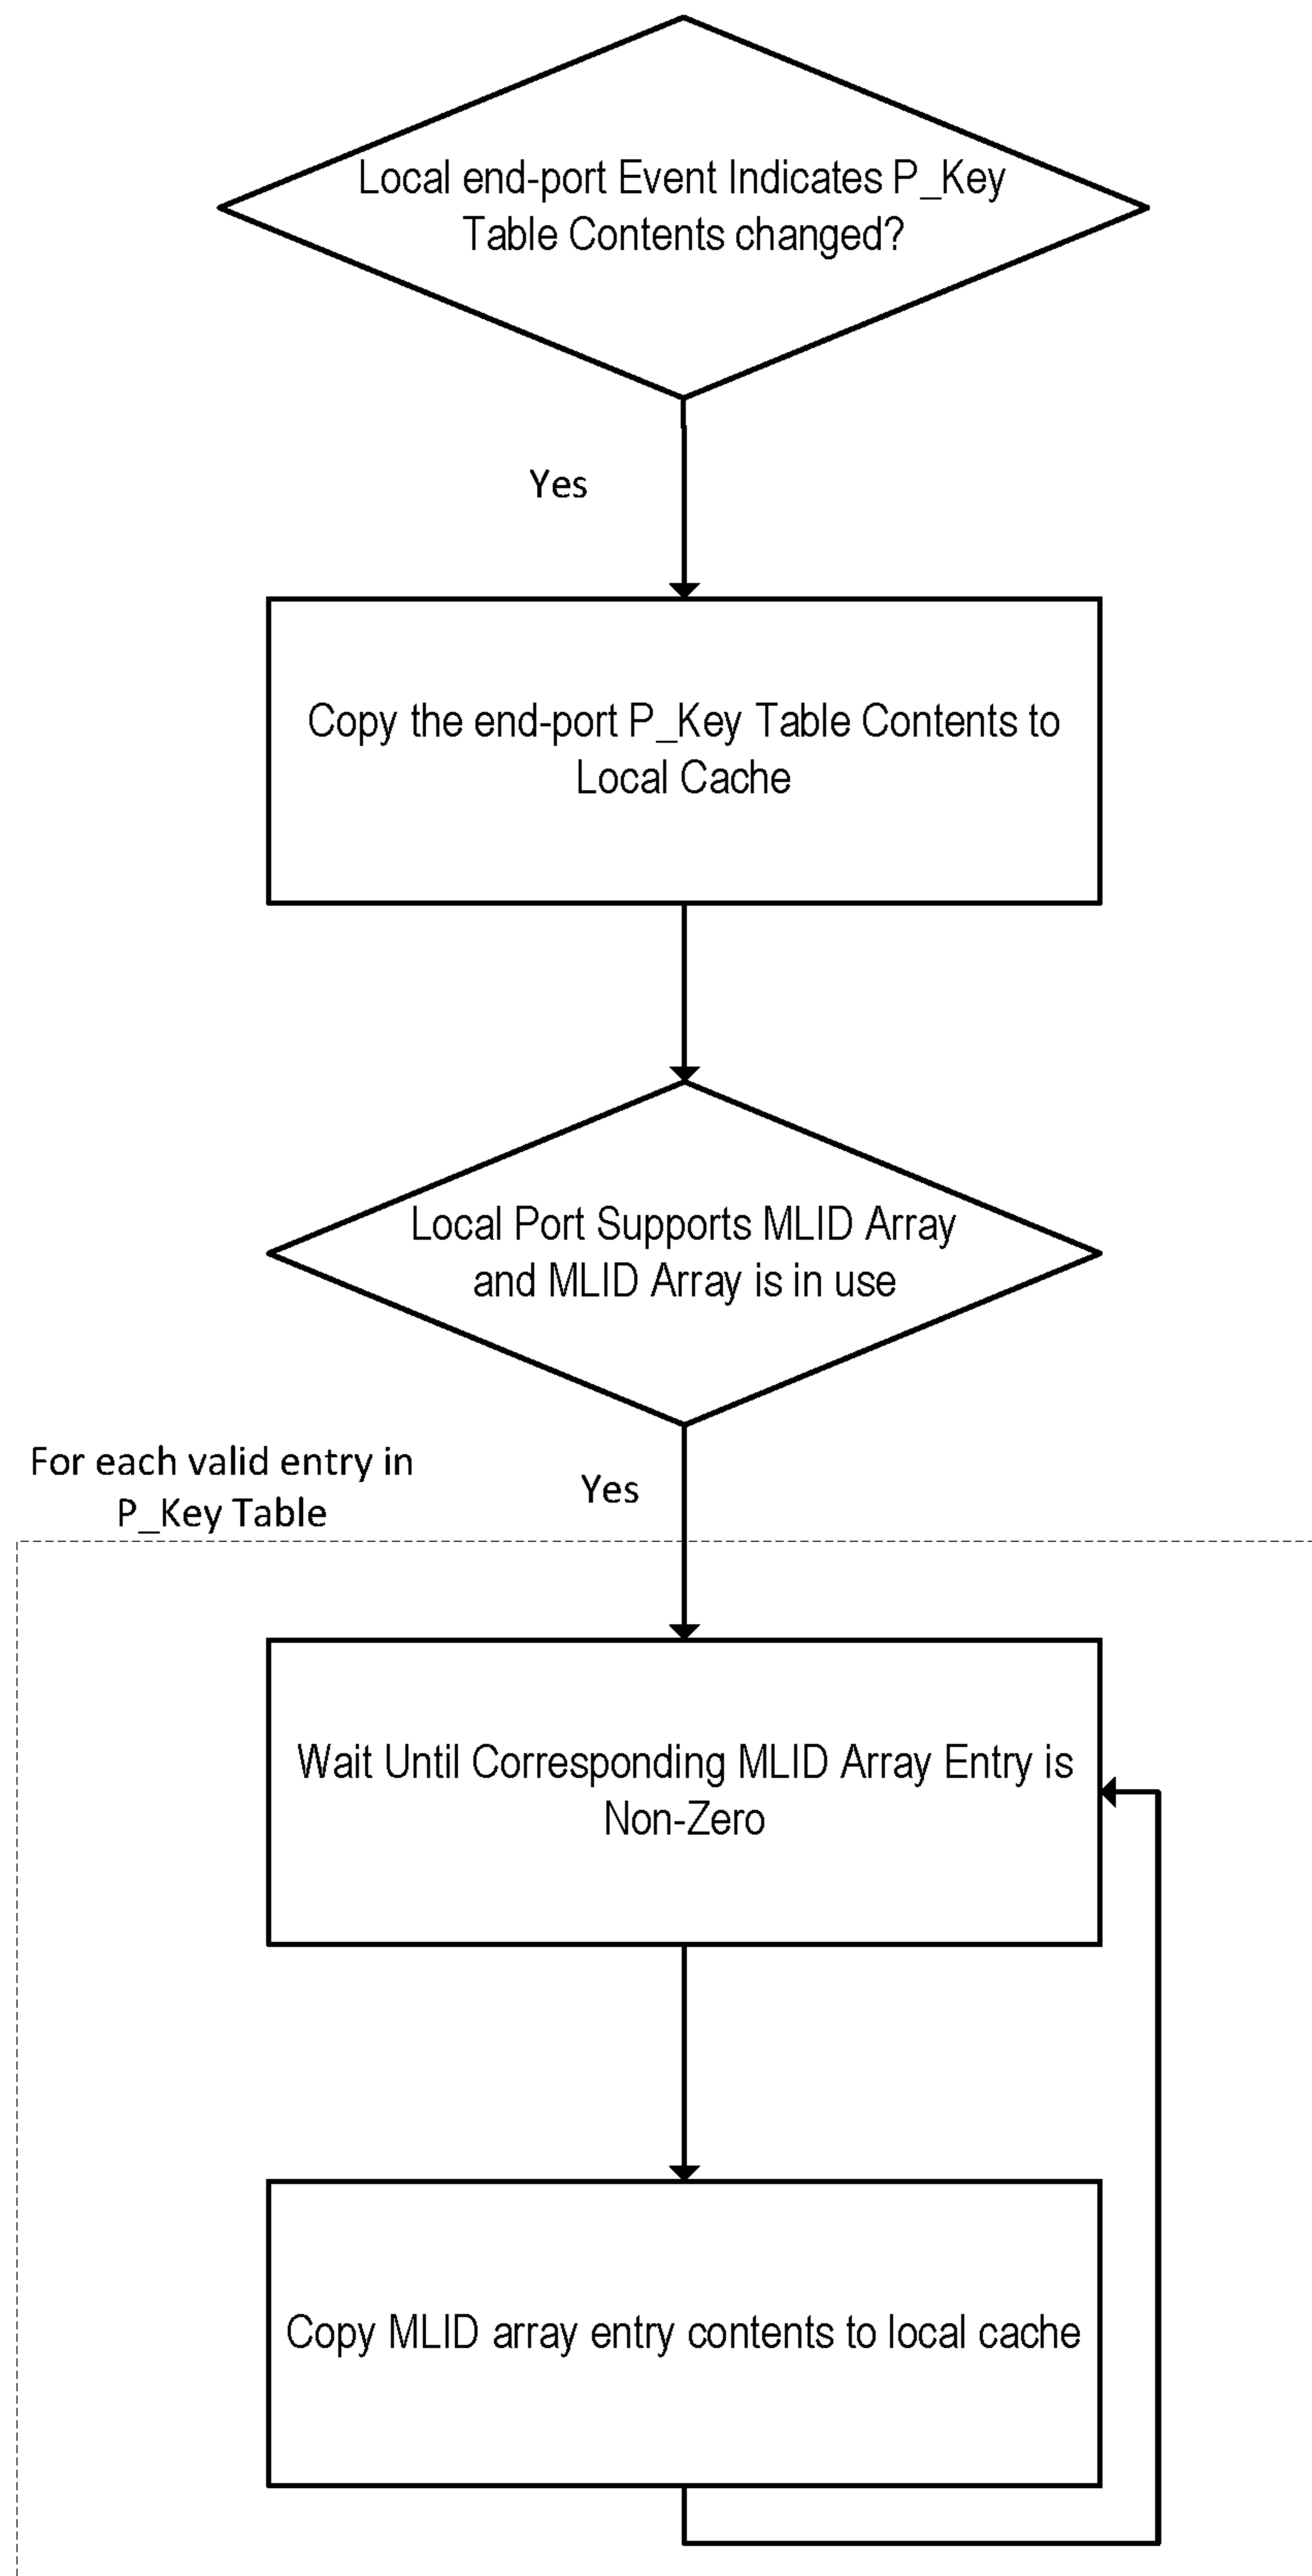 Local end-port Event Indicates P_Key
Table Contents changed?
Yes
Copy the end-port P_Key Table Contents to
Local Cache
Local Port Supports MLID Array
and MLID Array is in use
For each valid entry in
P_Key Table
Yes
Wait Until Corresponding MLID Array Entry is
Non-Zero
Copy MLID array entry contents to local cache